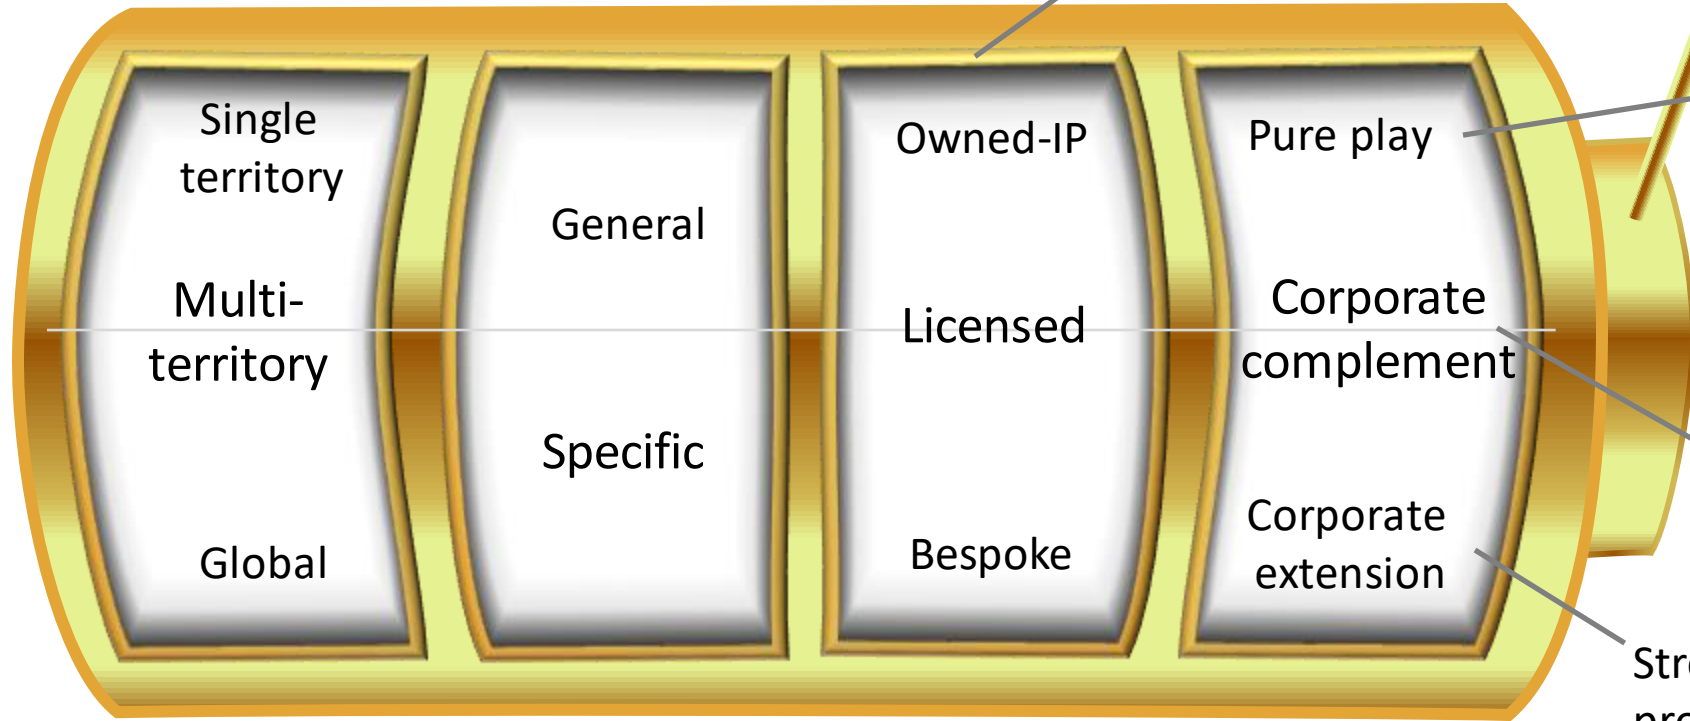 Single
territory
Multi-
territory
Global
General
Specific
Owned-IP
Licensed
Bespoke
Pure play
Corporate
complement
Corporate
extension